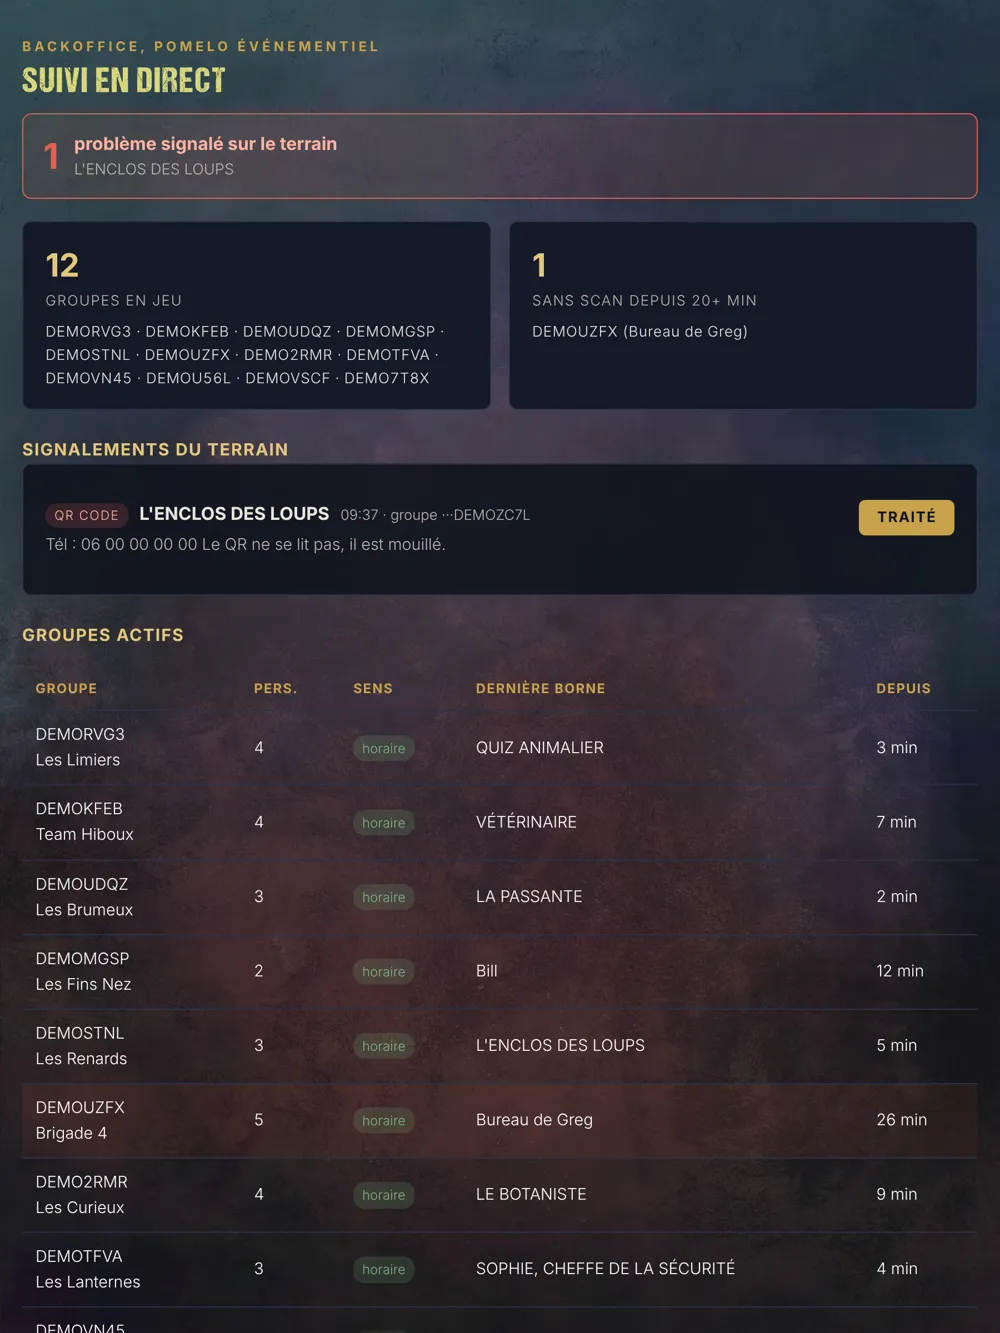 BACKOFFICE, POMELO ÉVÉNEMENTIEL
SUIVI EN DIRECT
1 problème signalé sur le terrain
L'ENCLOS DES LOUPS
12
GROUPES EN JEU
DEMORVG3 · DEMOKFEB · DEMOUDQZ · DEMOMGSP ·
DEMOSTNL · DEMOUZFX · DEMO2RMR · DEMOTFVA ·
DEMOVN45 · DEMOU56L · DEMOVSCF · DEMO7T8X
1
SANS SCAN DEPUIS 20+ MIN
DEMOUZFX (Bureau de Greg)
SIGNALEMENTS DU TERRAIN
QR CODE L'ENCLOS DES LOUPS 09:37 · groupe ···DEMOZC7L
Tél : 06 00 00 00 00 Le QR ne se lit pas, il est mouillé.
TRAITÉ
GROUPES ACTIFS
GROUPE PERS. SENS DERNIÈRE BORNE DEPUIS
DEMORVG3
Les Limiers
4 horaire QUIZ ANIMALIER 3 min
DEMOKFEB
Team Hiboux
4 horaire VÉTÉRINAIRE 7 min
DEMOUDQZ
Les Brumeux
3 horaire LA PASSANTE 2 min
DEMOMGSP
Les Fins Nez
2 horaire Bill 12 min
DEMOSTNL
Les Renards
3 horaire L'ENCLOS DES LOUPS 5 min
DEMOUZFX
Brigade 4
5 horaire Bureau de Greg 26 min
DEMO2RMR
Les Curieux
4 horaire LE BOTANISTE 9 min
DEMOTFVA
Les Lanternes
3 horaire SOPHIE, CHEFFE DE LA SÉCURITÉ 4 min
DEMOVN45